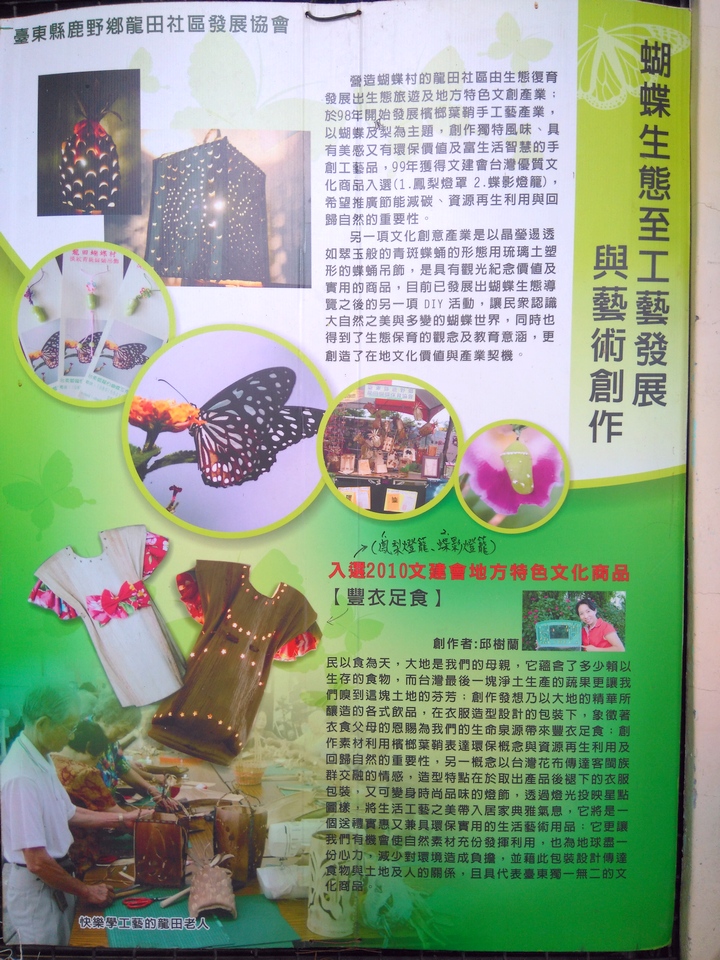 臺東縣鹿野鄉龍田社區發展協會
蝴蝶生態至工藝發展
與藝術創作
營造蝴蝶村的龍田社區由生態復育
發展出生態旅遊及地方特色文創產業；
於98年開始發展檳榔葉鞘手工藝產業，
以蝴蝶及梨為主題，創作獨特風味、具
有美感又有環保價值及富生活智慧的手
創工藝品，99年獲得文建會台灣優質文
化商品入選(1.鳳梨燈罩 2.蝶影燈籠)，
希望推廣節能減碳、資源再生利用與回
歸自然的重要性。
另一項文化創意產業是以晶瑩遏透
如翠玉般的青斑蝶蛹的形態用琉璃土塑
形的蝶蛹吊飾，是具有觀光紀念價值及
實用的商品，目前已發展出蝴蝶生態導
覽之後的另一項 DIY 活動，讓民衆認識
大自然之美與多變的蝴蝶世界，同時也
得到了生態保育的觀念及教育意涵，更
創造了在地文化價值與產業契機。
龍田蝴蝶村
(鳳梨燈籠、蝶影燈籠)
入選2010文建會地方特色文化商品
【豐衣足食】
創作者:邱樹蘭
民以食為天，大地是我們的母親，它蘊含了多少賴以
生存的食物，而台灣最後一塊淨土生產的蔬果更讓我
們嗅到這塊土地的芬芳；創作發想乃以大地的精華所
釀造的各式飲品，在衣服造型設計的包裝下，象徵著
衣食父母的恩賜為我們的生命泉源帶來豐衣足食；創
作素材利用檳榔葉鞘表達環保概念與資源再生利用及
回歸自然的重要性，另一概念以台灣花布傳達客閩族
群交融的情感，造型特點在於取出產品後褪下的衣服
包裝，又可變身時尚品味的燈飾，透過燈光投映星點
圖樣，將生活工藝之美帶入居家典雅氣息，它將是一
個送禮實惠又兼具環保實用的生活藝術用品；它更讓
我們有機會使自然素材充份發揮利用，也為地球盡一
份心力，減少對環境造成負擔，並藉此包裝設計傳達
食物與土地及人的關係，且具代表臺東獨一無二的文
化商品。
快樂學工藝的龍田老人